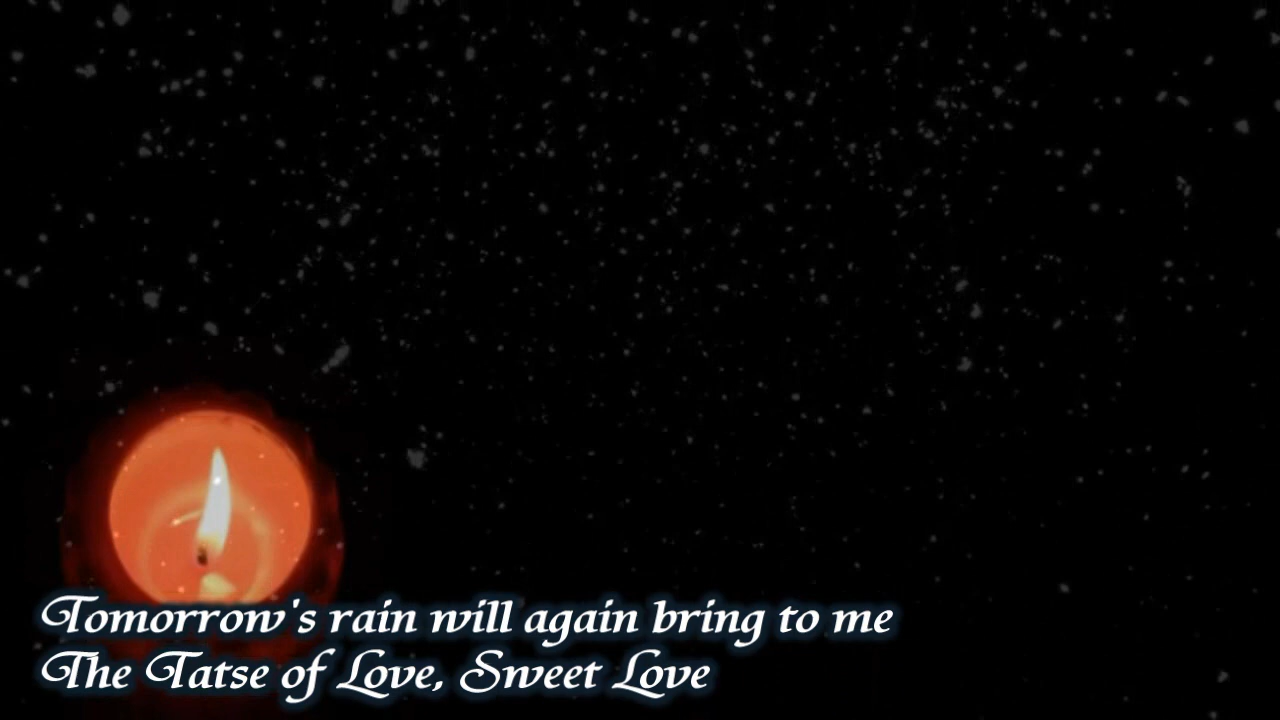 Tomorrow's rain will again bring to me
The Tatse of Love, Sweet Love